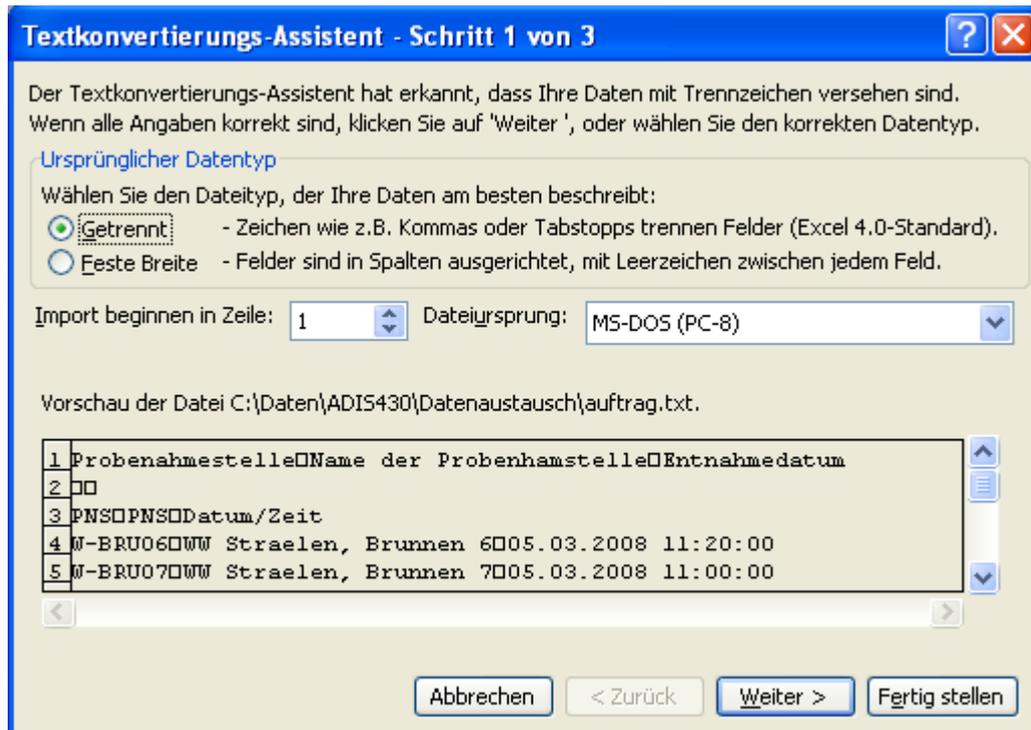 Textkonvertierungs-Assistent - Schritt 1 von 3
Der Textkonvertierungs-Assistent hat erkannt, dass Ihre Daten mit Trennzeichen versehen sind.
Wenn alle Angaben korrekt sind, klicken Sie auf 'Weiter ', oder wählen Sie den korrekten Datentyp.
Ursprünglicher Datentyp
Wählen Sie den Dateityp, der Ihre Daten am besten beschreibt:
Getrennt - Zeichen wie z.B. Kommas oder Tabstopps trennen Felder (Excel 4.0-Standard).
Feste Breite - Felder sind in Spalten ausgerichtet, mit Leerzeichen zwischen jedem Feld.
Import beginnen in Zeile: 1 Dateiursprung: MS-DOS (PC-8)
Vorschau der Datei C:\Daten\ADIS430\Datenaustausch\auftrag.txt.
1 Probenahmestelle□Name der Probenhamstelle□Entnahmedatum
2 □□
3 PNS□PNS□Datum/Zeit
4 W-BRU06□WW Straelen, Brunnen 6□05.03.2008 11:20:00
5 W-BRU07□WW Straelen, Brunnen 7□05.03.2008 11:00:00
Abbrechen < Zurück Weiter > Fertig stellen